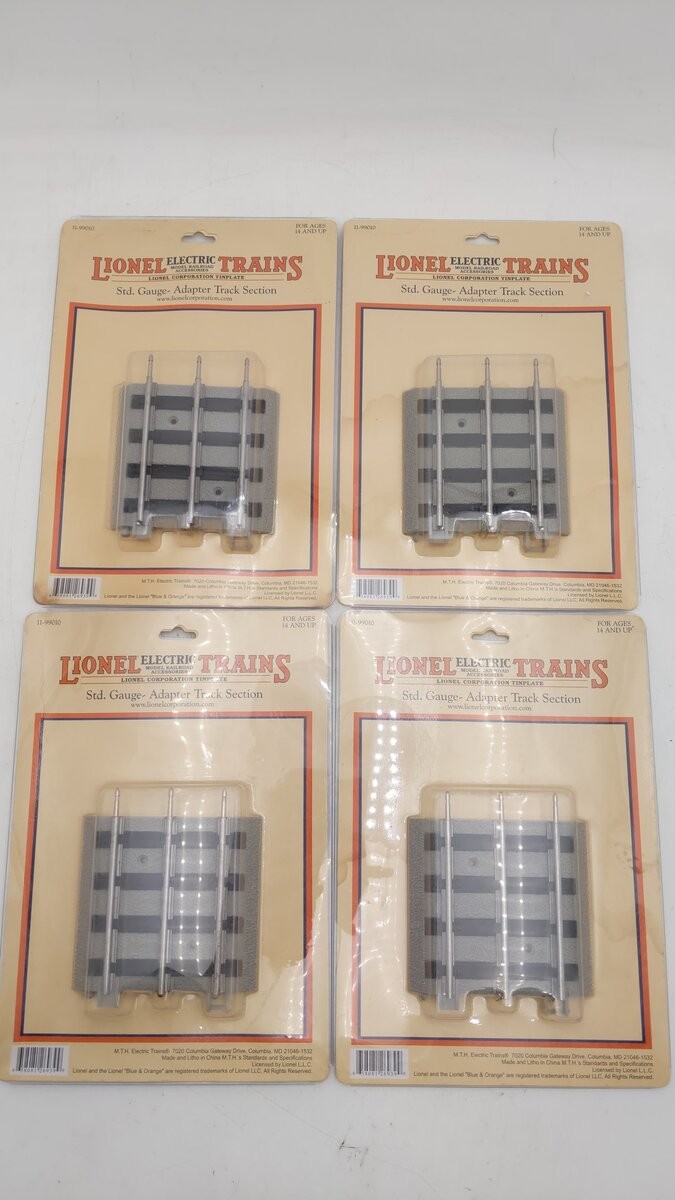 11-99010
FOR AGES
14 AND UP
LIONEL ELECTRIC TRAINS
MODEL RAILROAD
ACCESSORIES
LIONEL CORPORATION TINPLATE
Std. Gauge- Adapter Track Section
www.lionelcorporation.com
M.T.H. Electric Trains® 7020 Columbia Gateway Drive, Columbia, MD 21046-1532
Made and Litho in China M.T.H.'s Standards and Specifications
Licensed by Lionel L.L.C.
Lionel and the Lionel "Blue & Orange" are registered trademarks of Lionel LLC, All Rights Reserved.
11-99010
FOR AGES
14 AND UP
LIONEL ELECTRIC TRAINS
MODEL RAILROAD
ACCESSORIES
LIONEL CORPORATION TINPLATE
Std. Gauge- Adapter Track Section
www.lionelcorporation.com
M.T.H. Electric Trains® 7020 Columbia Gateway Drive, Columbia, MD 21046-1532
Made and Litho in China M.T.H.'s Standards and Specifications
Licensed by Lionel L.L.C.
Lionel and the Lionel "Blue & Orange" are registered trademarks of Lionel LLC, All Rights Reserved.
11-99010
FOR AGES
14 AND UP
LIONEL ELECTRIC TRAINS
MODEL RAILROAD
ACCESSORIES
LIONEL CORPORATION TINPLATE
Std. Gauge- Adapter Track Section
www.lionelcorporation.com
M.T.H. Electric Trains® 7020 Columbia Gateway Drive, Columbia, MD 21046-1532
Made and Litho in China M.T.H.'s Standards and Specifications
Licensed by Lionel L.L.C.
Lionel and the Lionel "Blue & Orange" are registered trademarks of Lionel LLC, All Rights Reserved.
11-99010
FOR AGES
14 AND UP
LIONEL ELECTRIC TRAINS
MODEL RAILROAD
ACCESSORIES
LIONEL CORPORATION TINPLATE
Std. Gauge- Adapter Track Section
www.lionelcorporation.com
M.T.H. Electric Trains® 7020 Columbia Gateway Drive, Columbia, MD 21046-1532
Made and Litho in China M.T.H.'s Standards and Specifications
Licensed by Lionel L.L.C.
Lionel and the Lionel "Blue & Orange" are registered trademarks of Lionel LLC, All Rights Reserved.